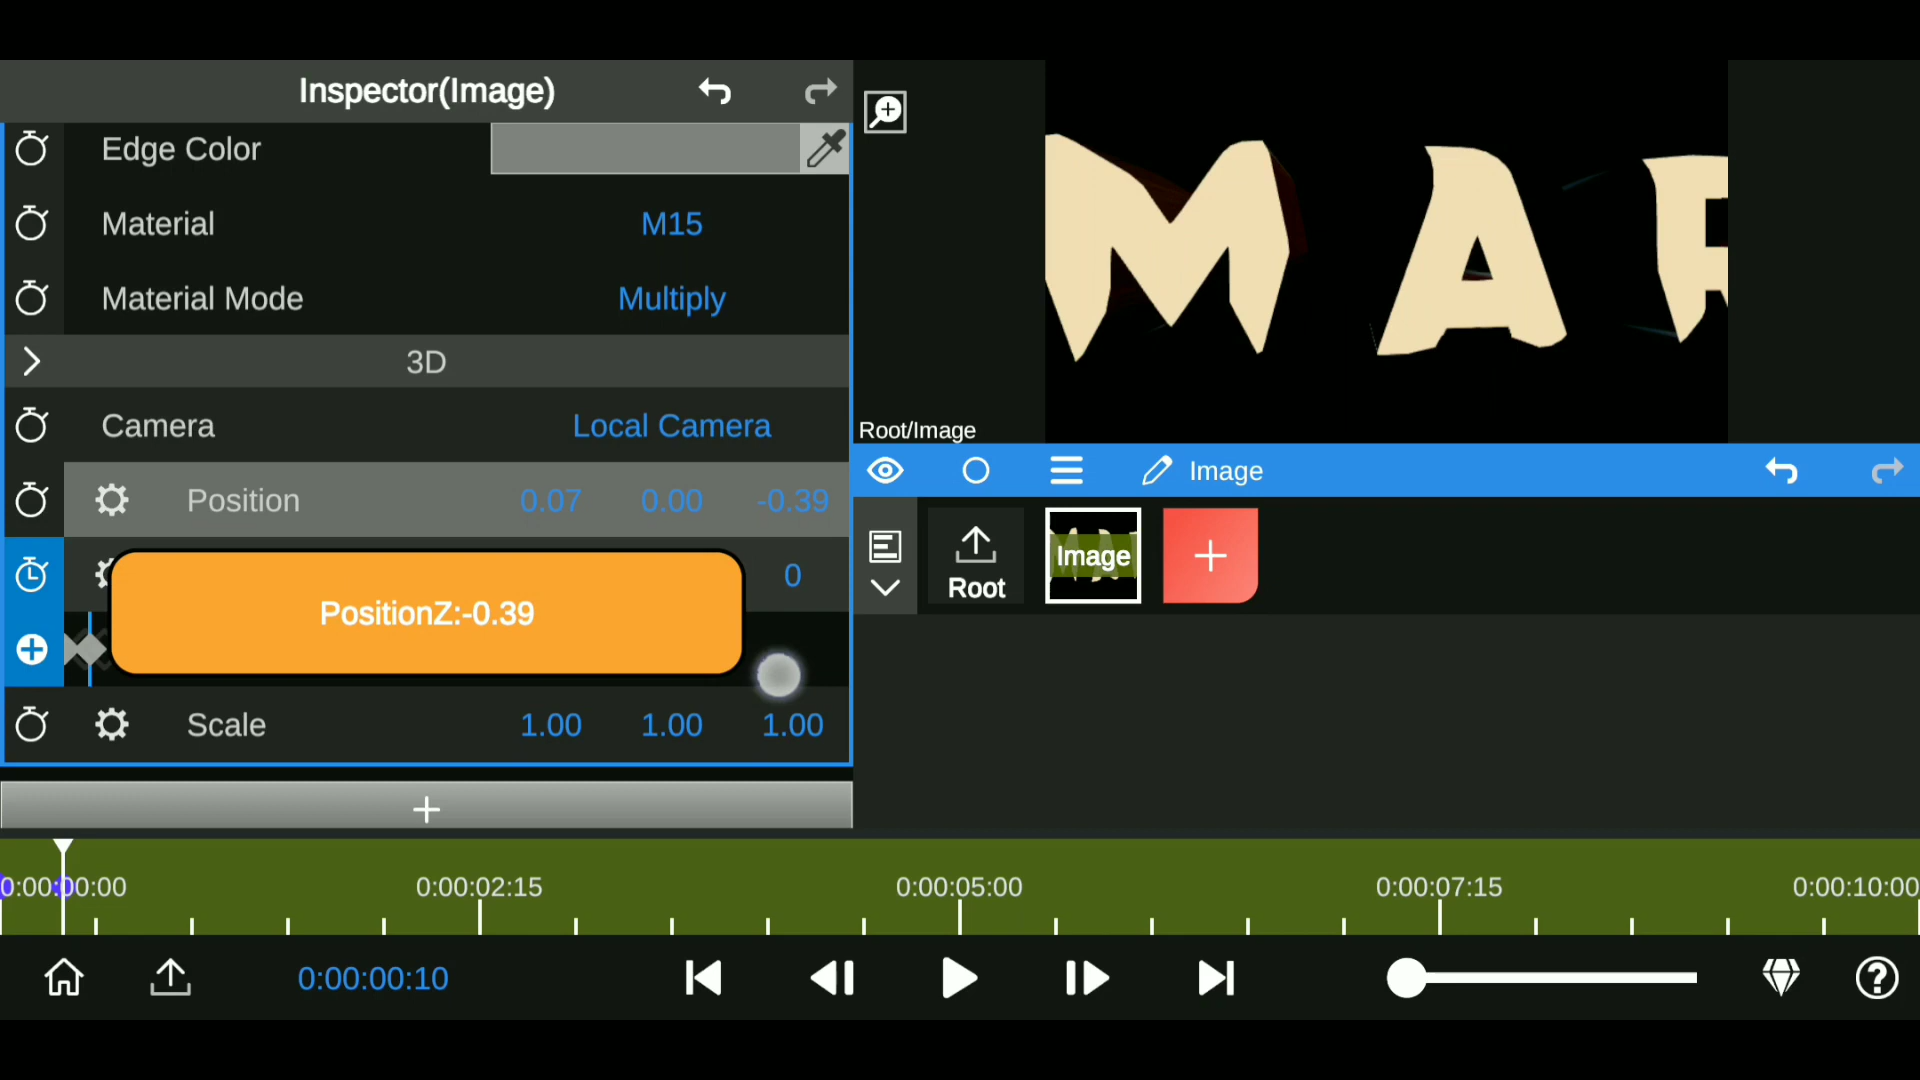 Inspector(Image)
Edge Color
Material M15
Material Mode Multiply
3D
Camera Local Camera
Position 0.07 0.00 -0.39
0
PositionZ:-0.39
Scale 1.00 1.00 1.00
+
MAR
Root/Image
Image
Root
Image
+
0:00:00:00 0:00:02:15 0:00:05:00 0:00:07:15 0:00:10:00
0:00:00:10